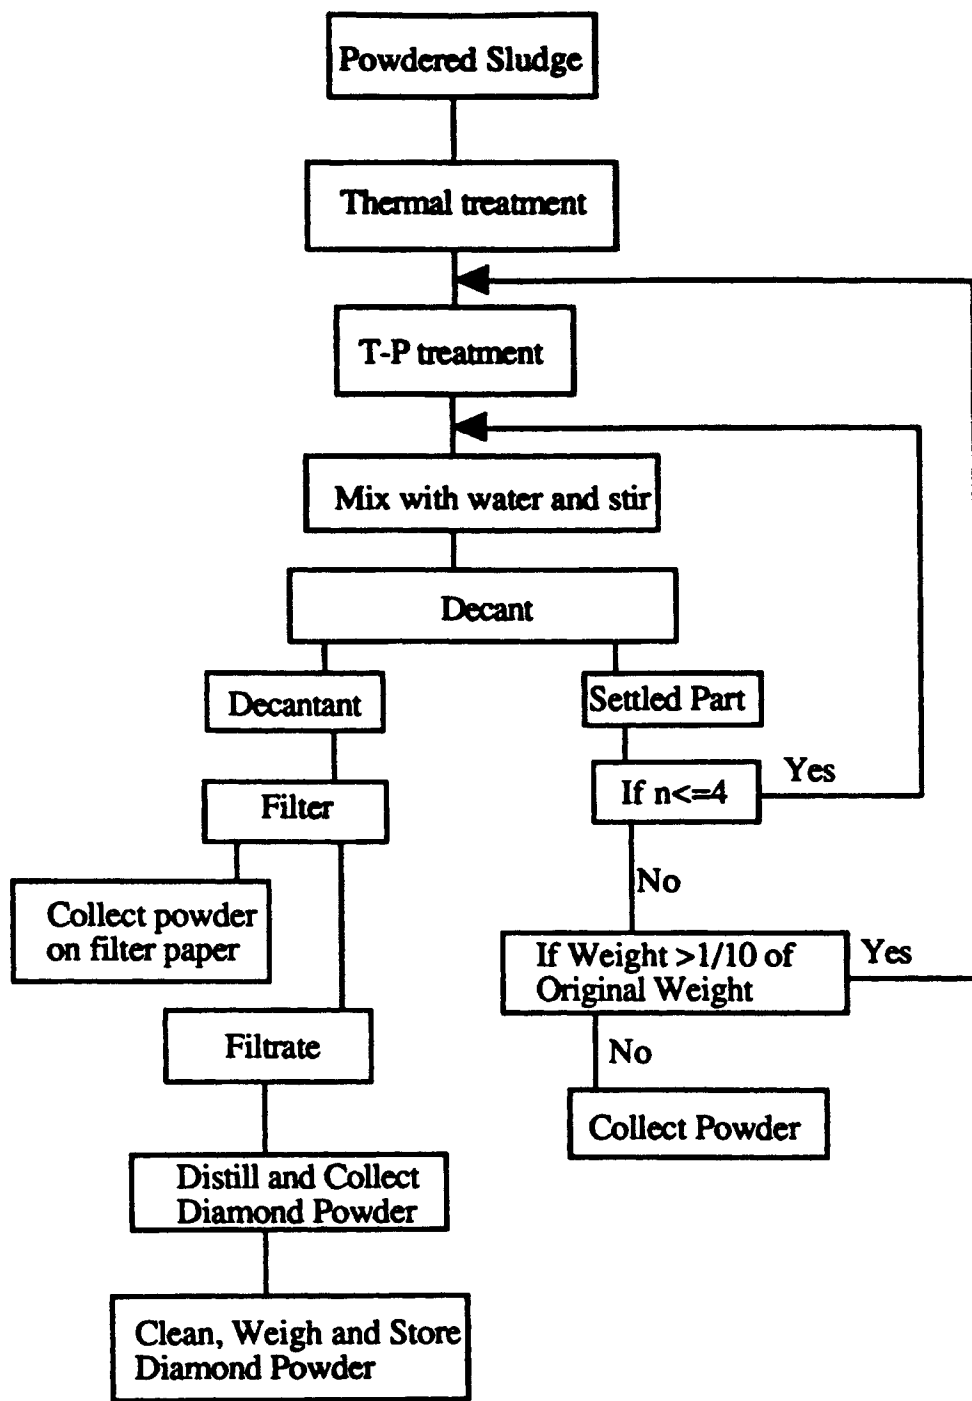 Powdered Sludge
Thermal treatment
T-P treatment
Mix with water and stir
Decant
Decantant
Settled Part
Filter
If n<=4
Yes
No
Collect powder
on filter paper
If Weight >1/10 of
Original Weight
Yes
Filtrate
No
Collect Powder
Distill and Collect
Diamond Powder
Clean, Weigh and Store
Diamond Powder